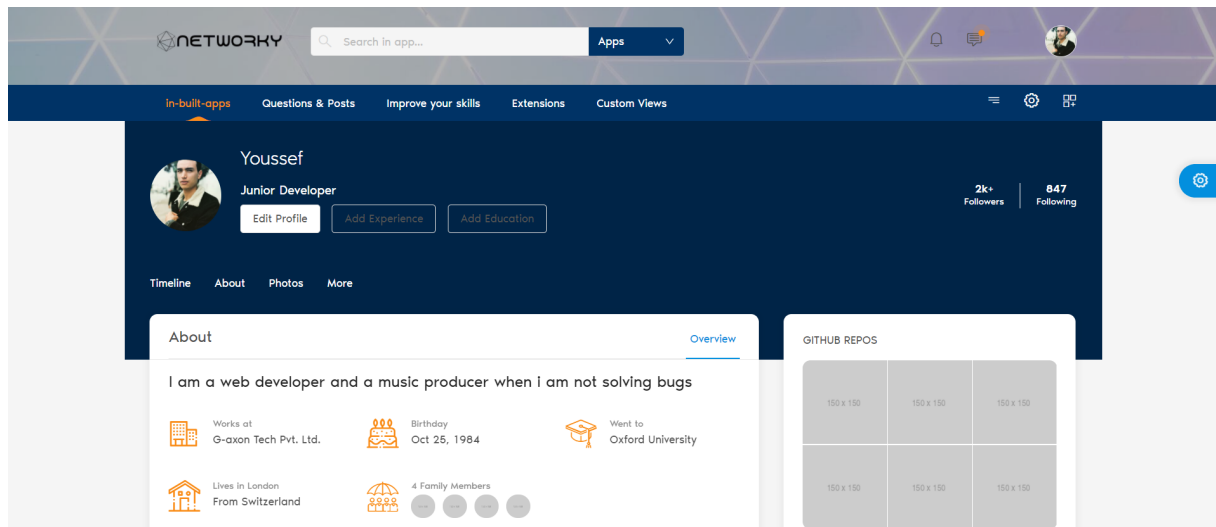 NETWORKY
Search in app...
Apps
in-built-apps
Questions & Posts
Improve your skills
Extensions
Custom Views
Youssef
Junior Developer
Edit Profile
Add Experience
Add Education
2k+
Followers
847
Following
Timeline
About
Photos
More
About
Overview
I am a web developer and a music producer when i am not solving bugs
Works at
G-axon Tech Pvt. Ltd.
Birthday
Oct 25, 1984
Went to
Oxford University
Lives in London
From Switzerland
4 Family Members
GITHUB REPOS
150 x 150
150 x 150
150 x 150
150 x 150
150 x 150
150 x 150